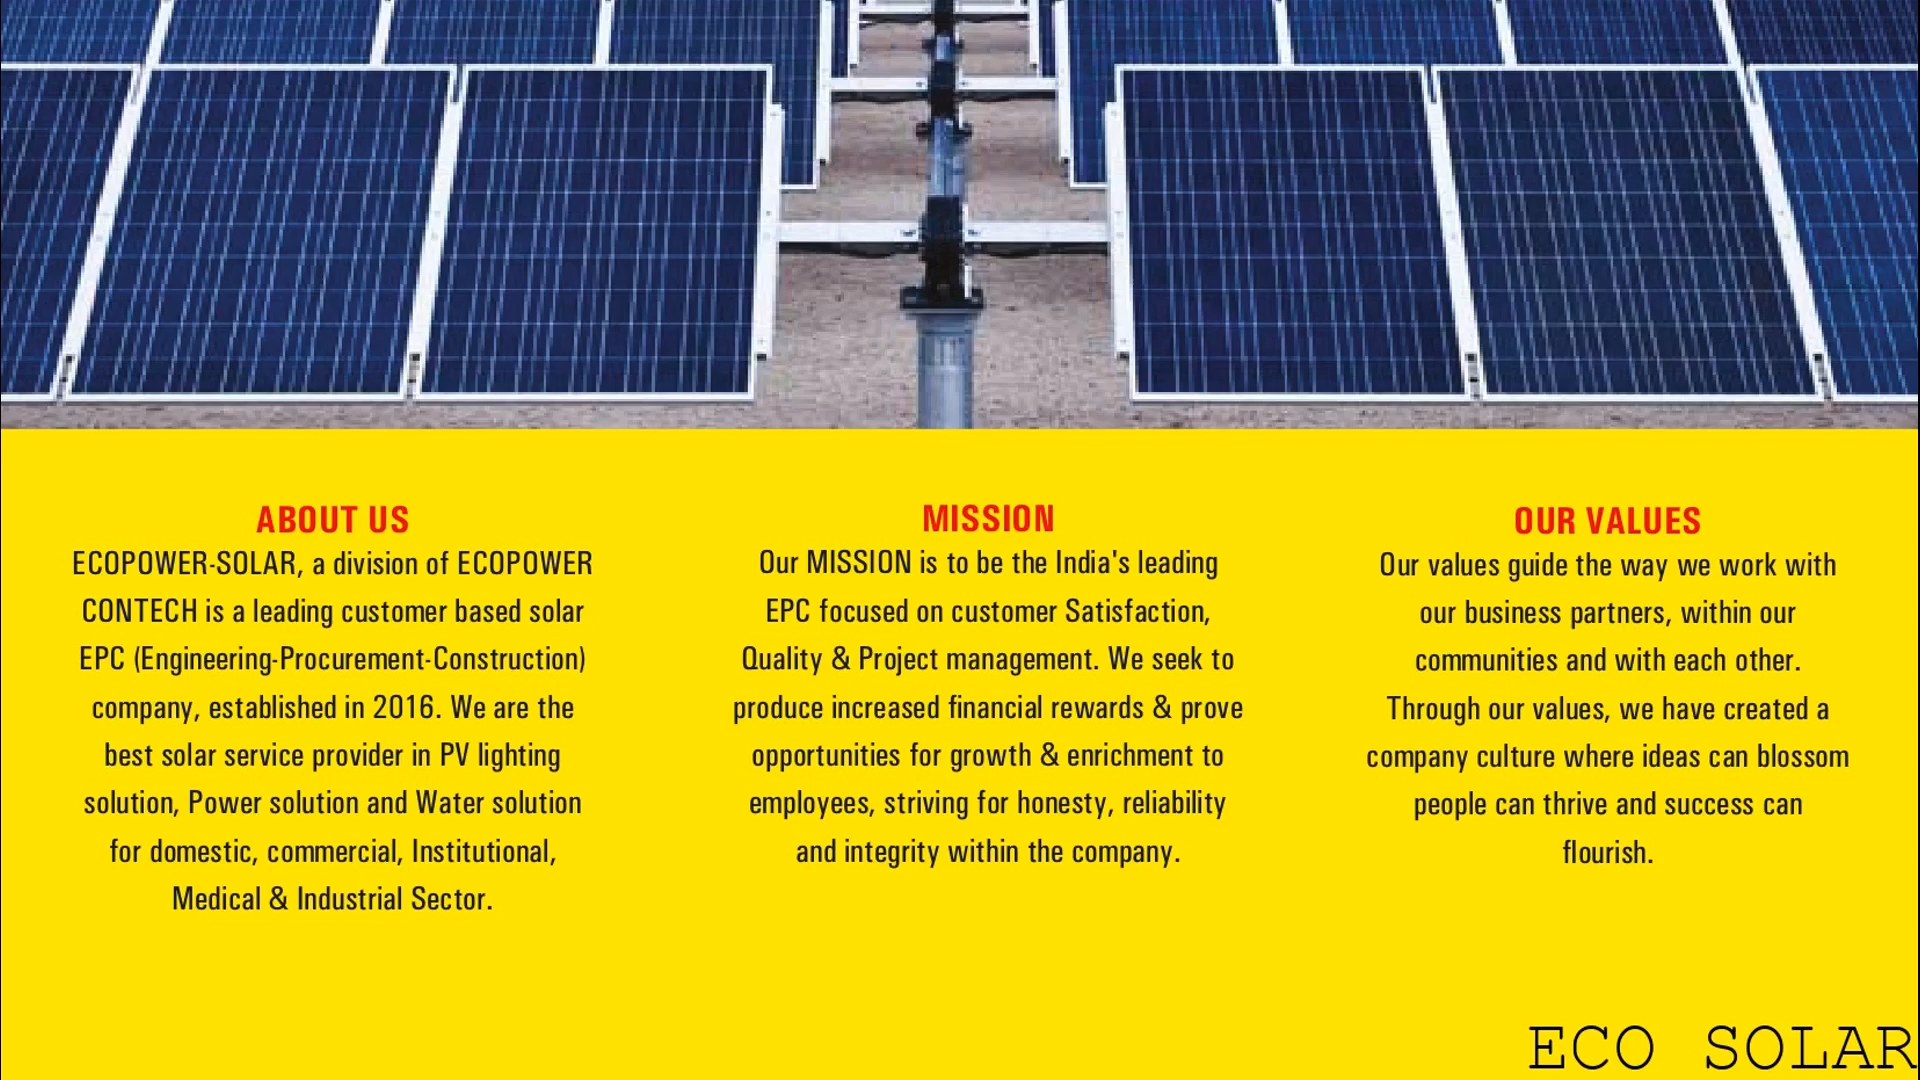 ABOUT US
ECOPOWER-SOLAR, a division of ECOPOWER
CONTECH is a leading customer based solar
EPC (Engineering-Procurement-Construction)
company, established in 2016. We are the
best solar service provider in PV lighting
solution, Power solution and Water solution
for domestic, commercial, Institutional,
Medical & Industrial Sector.
MISSION
Our MISSION is to be the India's leading
EPC focused on customer Satisfaction,
Quality & Project management. We seek to
produce increased financial rewards & prove
opportunities for growth & enrichment to
employees, striving for honesty, reliability
and integrity within the company.
OUR VALUES
Our values guide the way we work with
our business partners, within our
communities and with each other.
Through our values, we have created a
company culture where ideas can blossom
people can thrive and success can
flourish.
ECO SOLAR